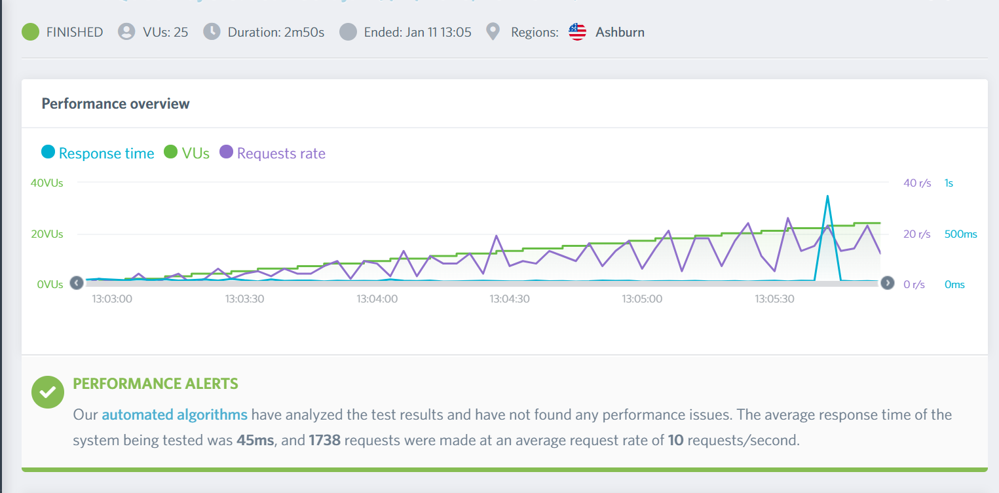 FINISHED VUs: 25 Duration: 2m50s Ended: Jan 11 13:05 Regions: Ashburn
Performance overview
Response time VUs Requests rate
40VUs 40 r/s 1s
20VUs 20 r/s 500ms
0VUs 0 r/s 0ms
13:03:00 13:03:30 13:04:00 13:04:30 13:05:00 13:05:30
PERFORMANCE ALERTS
Our automated algorithms have analyzed the test results and have not found any performance issues. The average response time of the
system being tested was 45ms, and 1738 requests were made at an average request rate of 10 requests/second.